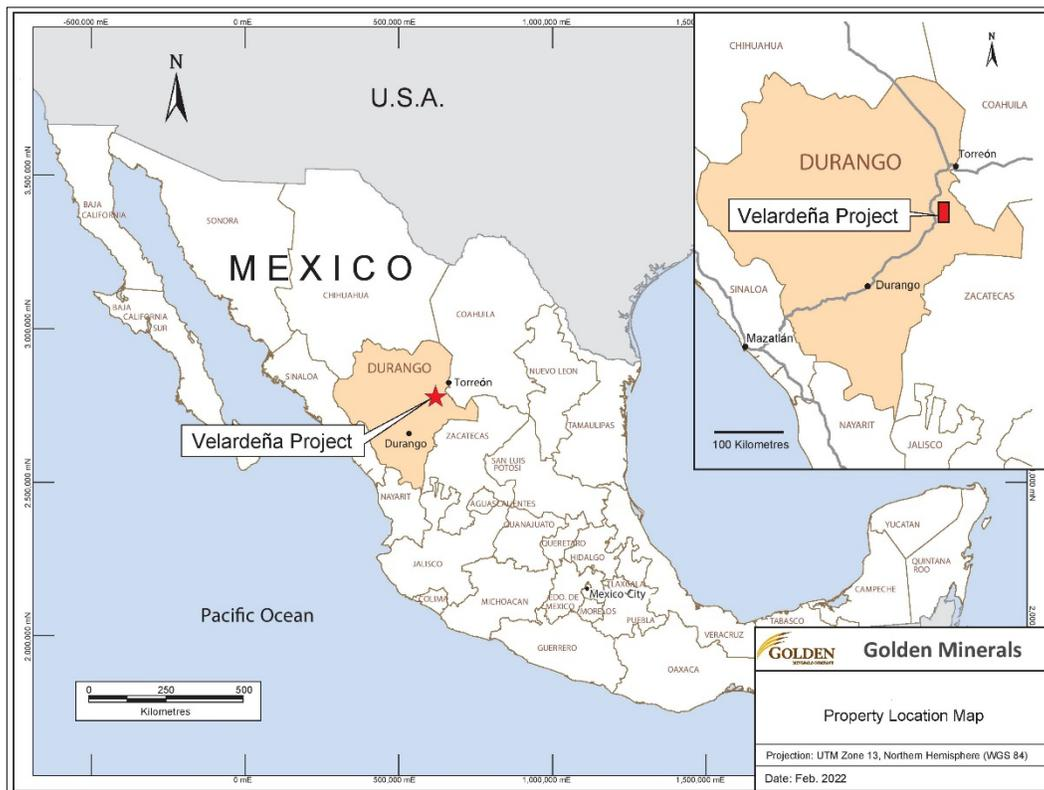 -500,000 mE
0 mE
500,000 mE
1,000,000 mE
N
U.S.A.
3,500,000 mN
3,000,000 mN
2,500,000 mN
2,000,000 mN
BAJA
CALIFORNIA
SONORA
MEXICO
CHIHUAHUA
COAHUILA
BAJA
CALIFORNIA
SUR
SINALOA
DURANGO
Torreón
NUEVO LEON
Velardeña Project
Durango
ZACATECAS
TAMAULIPAS
SAN LUIS
POTOSI
NAYARIT
AGUASCALIENTES
GUANAJUATO
QUERETARO
HIDALGO
JALISCO
TLAXCALA
Mexico City
COLIMA
MICHOACAN
EDO. DE
MEXICO
MORELOS
PUEBLA
VERACRUZ
GUERRERO
OAXACA
TABASCO
CAMPECHE
YUCATAN
QUINTANA
ROO
Pacific Ocean
0 250 500
Kilometres
0 mE
500,000 mE
1,000,000 mE
1,500,000 mE
CHIHUAHUA
N
COAHUILA
DURANGO
Torreón
Velardeña Project
SINALOA
Durango
ZACATECAS
Mazatlán
100 Kilometres
NAYARIT
JALISCO
GOLDEN
Golden Minerals
Property Location Map
Projection: UTM Zone 13, Northern Hemisphere (WGS 84)
Date: Feb. 2022